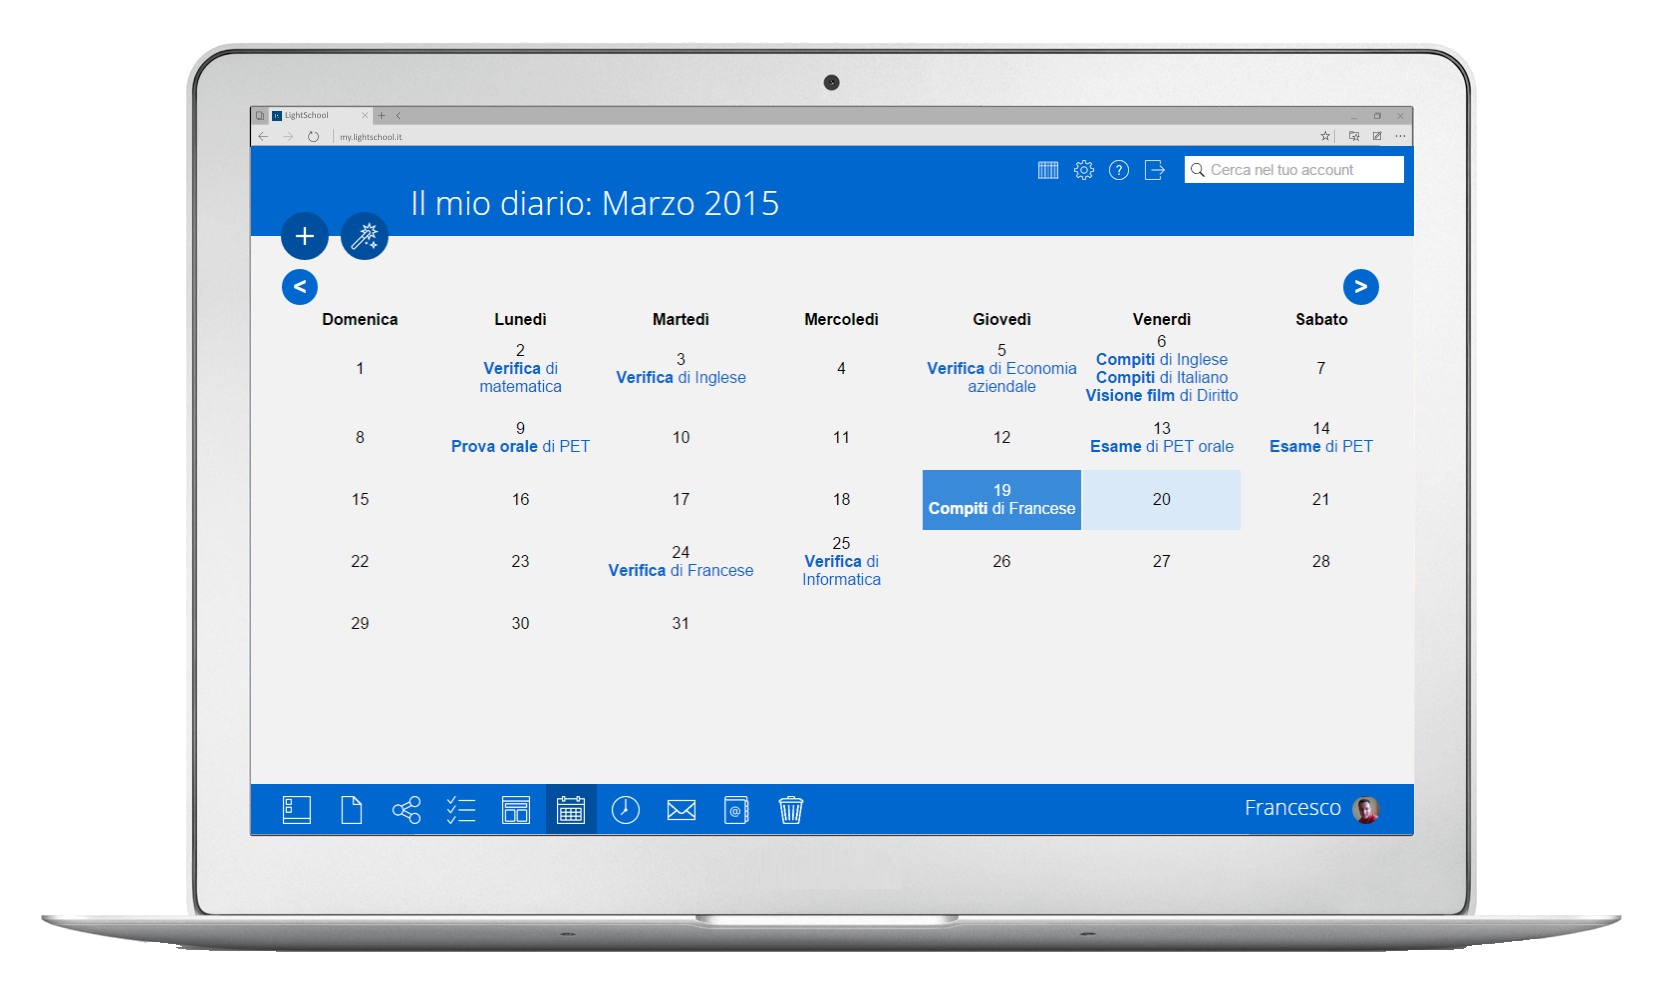 LightSchool
my.lightschool.it
Cerca nel tuo account
Il mio diario: Marzo 2015
+
< >
Domenica Lunedì Martedì Mercoledì Giovedì Venerdì Sabato
1
2
Verifica di
matematica
3
Verifica di Inglese
4
5
Verifica di Economia
aziendale
6
Compiti di Inglese
Compiti di Italiano
Visione film di Diritto
7
8
9
Prova orale di PET
10
11
12
13
Esame di PET orale
14
Esame di PET
15
16
17
18
19
Compiti di Francese
20
21
22
23
24
Verifica di Francese
25
Verifica di
Informatica
26
27
28
29
30
31
Francesco